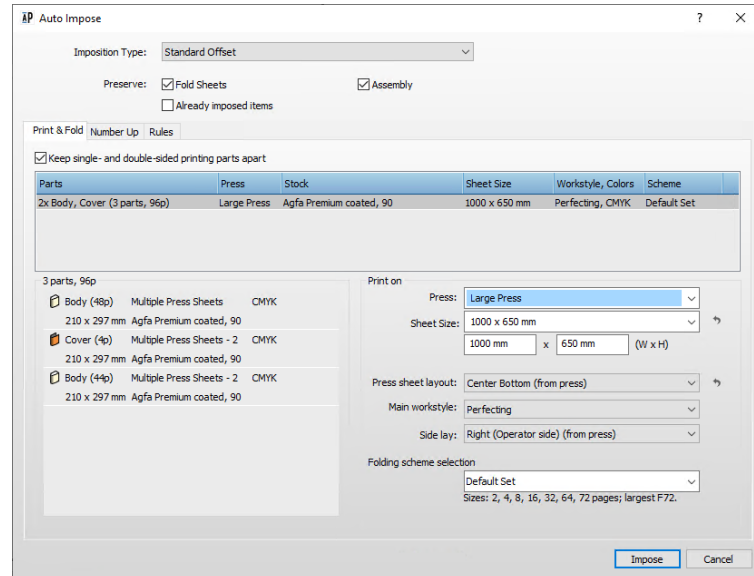 AP Auto Impose ? X
Imposition Type: Standard Offset
Preserve: Fold Sheets Assembly
Already imposed items
Print & Fold Number Up Rules
Keep single- and double-sided printing parts apart
Parts Press Stock Sheet Size Workstyle, Colors Scheme
2x Body, Cover (3 parts, 96p) Large Press Agfa Premium coated, 90 1000 x 650 mm Perfecting, CMYK Default Set
3 parts, 96p
Body (48p) Multiple Press Sheets CMYK
210 x 297 mm Agfa Premium coated, 90
Cover (4p) Multiple Press Sheets - 2 CMYK
210 x 297 mm Agfa Premium coated, 90
Body (44p) Multiple Press Sheets - 2 CMYK
210 x 297 mm Agfa Premium coated, 90
Print on
Press: Large Press
Sheet Size: 1000 x 650 mm
1000 mm x 650 mm (W x H)
Press sheet layout: Center Bottom (from press)
Main workstyle: Perfecting
Side lay: Right (Operator side) (from press)
Folding scheme selection
Default Set
Sizes: 2, 4, 8, 16, 32, 64, 72 pages; largest F72.
Impose Cancel